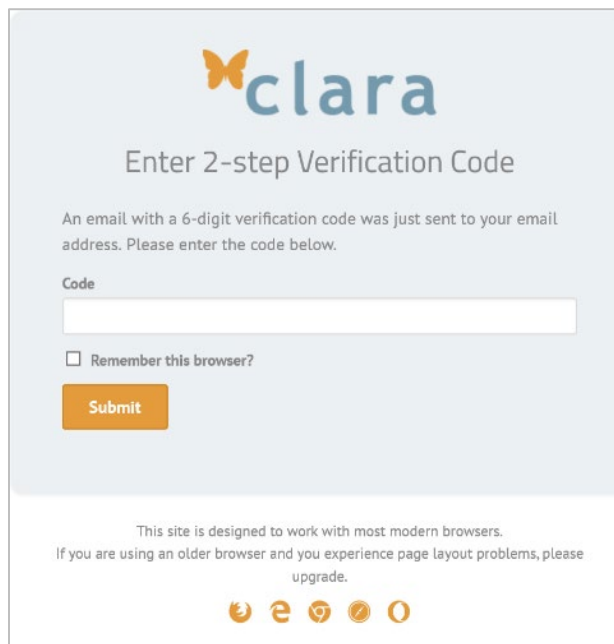 clara
Enter 2-step Verification Code
An email with a 6-digit verification code was just sent to your email
address. Please enter the code below.
Code
Remember this browser?
Submit
This site is designed to work with most modern browsers.
If you are using an older browser and you experience page layout problems, please
upgrade.